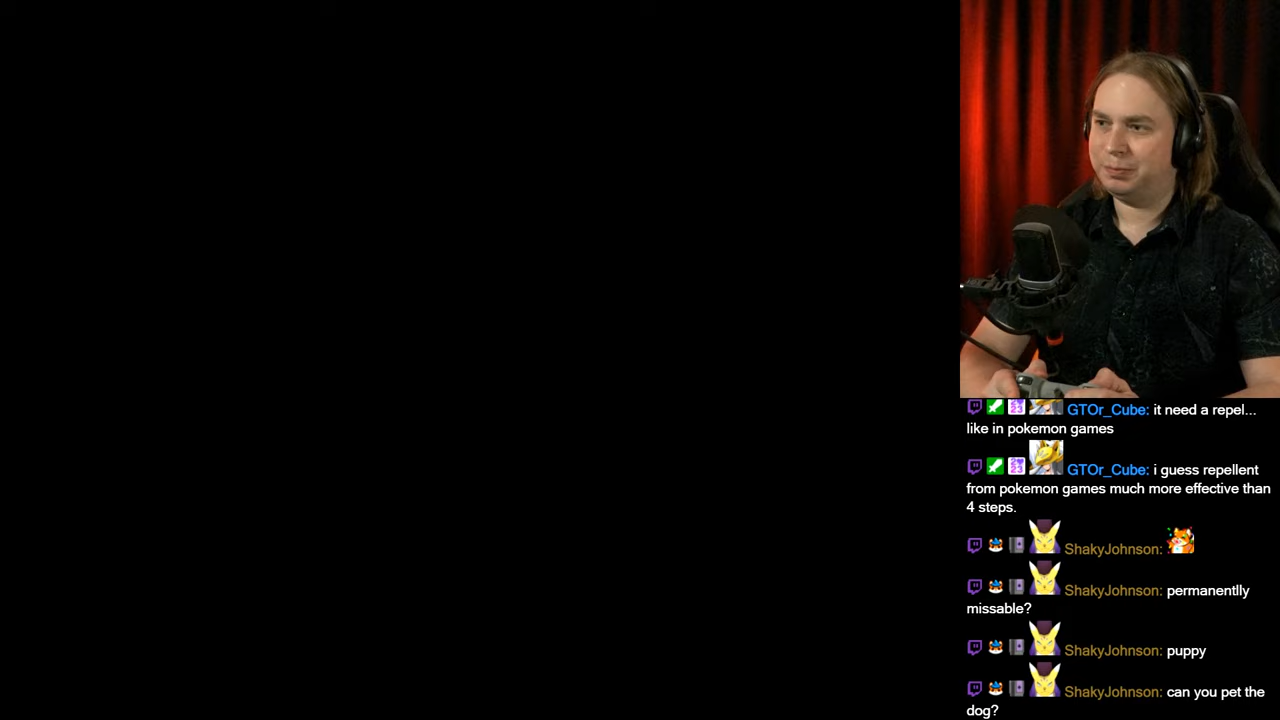 GTOr_Cube: it need a repel...
like in pokemon games
GTOr_Cube: i guess repellent
from pokemon games much more effective than
4 steps.
ShakyJohnson:
ShakyJohnson: permanentlly
missable?
ShakyJohnson: puppy
ShakyJohnson: can you pet the
dog?